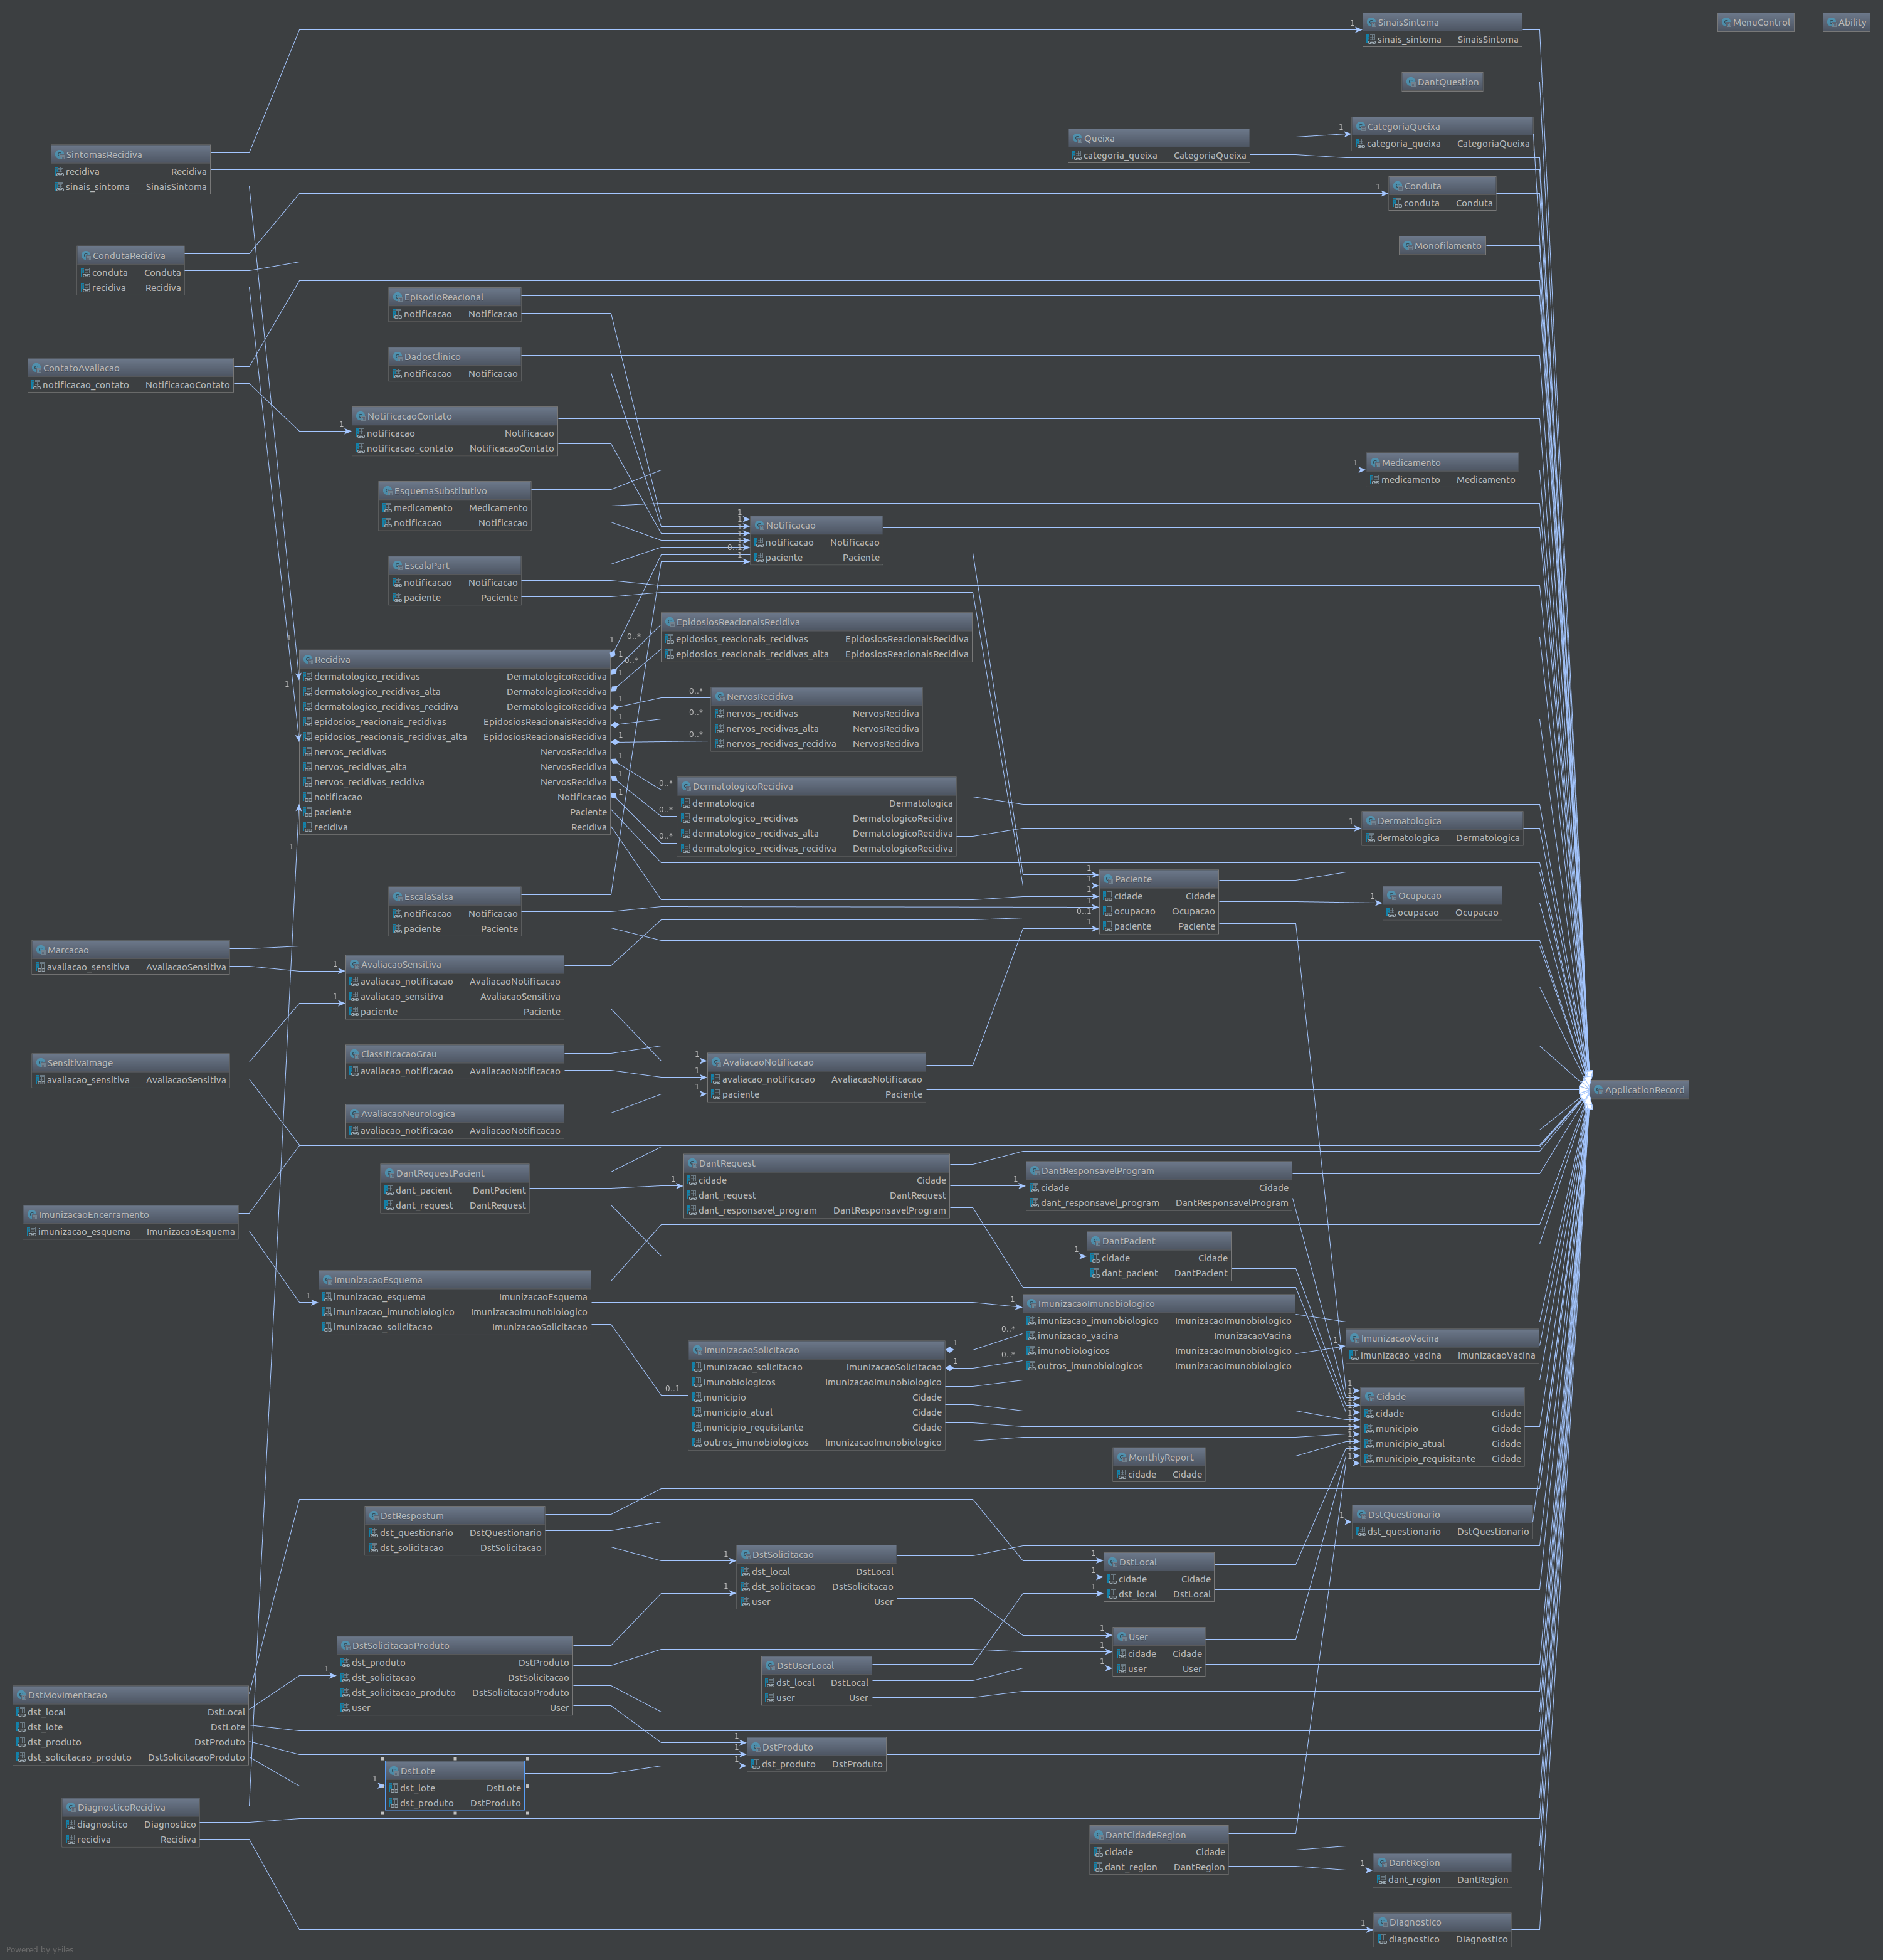 SinaisSintoma
sinais_sintoma SinaisSintoma
MenuControl
Ability
DantQuestion
Queixa
categoria_queixa CategoriaQueixa
CategoriaQueixa
categoria_queixa CategoriaQueixa
SintomasRecidiva
recidiva Recidiva
sinais_sintoma SinaisSintoma
Conduta
conduta Conduta
Monofilamento
CondutaRecidiva
conduta Conduta
recidiva Recidiva
EpisodioReacional
notificacao Notificacao
DadosClinico
notificacao Notificacao
ContatoAvaliacao
notificacao_contato NotificacaoContato
NotificacaoContato
notificacao Notificacao
notificacao_contato NotificacaoContato
Medicamento
medicamento Medicamento
EsquemaSubstitutivo
medicamento Medicamento
notificacao Notificacao
Notificacao
notificacao Notificacao
paciente Paciente
EscalaPart
notificacao Notificacao
paciente Paciente
EpidosiosReacionaisRecidiva
epidosios_reacionais_recidivas EpidosiosReacionaisRecidiva
epidosios_reacionais_recidivas_alta EpidosiosReacionaisRecidiva
Recidiva
dermatologico_recidivas DermatologicoRecidiva
dermatologico_recidivas_alta DermatologicoRecidiva
dermatologico_recidivas_recidiva DermatologicoRecidiva
epidosios_reacionais_recidivas EpidosiosReacionaisRecidiva
epidosios_reacionais_recidivas_alta EpidosiosReacionaisRecidiva
nervos_recidivas NervosRecidiva
nervos_recidivas_alta NervosRecidiva
nervos_recidivas_recidiva NervosRecidiva
notificacao Notificacao
paciente Paciente
recidiva Recidiva
NervosRecidiva
nervos_recidivas NervosRecidiva
nervos_recidivas_alta NervosRecidiva
nervos_recidivas_recidiva NervosRecidiva
DermatologicoRecidiva
dermatologica Dermatologica
dermatologico_recidivas DermatologicoRecidiva
dermatologico_recidivas_alta DermatologicoRecidiva
dermatologico_recidivas_recidiva DermatologicoRecidiva
Dermatologica
dermatologica Dermatologica
Paciente
cidade Cidade
ocupacao Ocupacao
paciente Paciente
Ocupacao
ocupacao Ocupacao
EscalaSalsa
notificacao Notificacao
paciente Paciente
Marcacao
avaliacao_sensitiva AvaliacaoSensitiva
AvaliacaoSensitiva
avaliacao_notificacao AvaliacaoNotificacao
avaliacao_sensitiva AvaliacaoSensitiva
paciente Paciente
SensitivaImage
avaliacao_sensitiva AvaliacaoSensitiva
ClassificacaoGrau
avaliacao_notificacao AvaliacaoNotificacao
AvaliacaoNotificacao
avaliacao_notificacao AvaliacaoNotificacao
paciente Paciente
ApplicationRecord
AvaliacaoNeurologica
avaliacao_notificacao AvaliacaoNotificacao
DantRequestPacient
dant_pacient DantPacient
dant_request DantRequest
DantRequest
cidade Cidade
dant_request DantRequest
dant_responsavel_program DantResponsavelProgram
DantResponsavelProgram
cidade Cidade
dant_responsavel_program DantResponsavelProgram
ImunizacaoEncerramento
imunizacao_esquema ImunizacaoEsquema
DantPacient
cidade Cidade
dant_pacient DantPacient
ImunizacaoEsquema
imunizacao_esquema ImunizacaoEsquema
imunizacao_imunobiologico ImunizacaoImunobiologico
imunizacao_solicitacao ImunizacaoSolicitacao
ImunizacaoImunobiologico
imunizacao_imunobiologico ImunizacaoImunobiologico
imunizacao_vacina ImunizacaoVacina
imunobiologicos ImunizacaoImunobiologico
outros_imunobiologicos ImunizacaoImunobiologico
ImunizacaoVacina
imunizacao_vacina ImunizacaoVacina
ImunizacaoSolicitacao
imunizacao_solicitacao ImunizacaoSolicitacao
imunobiologicos ImunizacaoImunobiologico
municipio Cidade
municipio_atual Cidade
municipio_requisitante Cidade
outros_imunobiologicos ImunizacaoImunobiologico
Cidade
cidade Cidade
municipio Cidade
municipio_atual Cidade
municipio_requisitante Cidade
MonthlyReport
cidade Cidade
DstRespostum
dst_questionario DstQuestionario
dst_solicitacao DstSolicitacao
DstQuestionario
dst_questionario DstQuestionario
DstSolicitacao
dst_local DstLocal
dst_solicitacao DstSolicitacao
user User
DstLocal
cidade Cidade
dst_local DstLocal
User
cidade Cidade
user User
DstSolicitacaoProduto
dst_produto DstProduto
dst_solicitacao DstSolicitacao
dst_solicitacao_produto DstSolicitacaoProduto
user User
DstUserLocal
dst_local DstLocal
user User
DstMovimentacao
dst_local DstLocal
dst_lote DstLote
dst_produto DstProduto
dst_solicitacao_produto DstSolicitacaoProduto
DstProduto
dst_produto DstProduto
DstLote
dst_lote DstLote
dst_produto DstProduto
DiagnosticoRecidiva
diagnostico Diagnostico
recidiva Recidiva
DantCidadeRegion
cidade Cidade
dant_region DantRegion
DantRegion
dant_region DantRegion
Diagnostico
diagnostico Diagnostico
Powered by yFiles